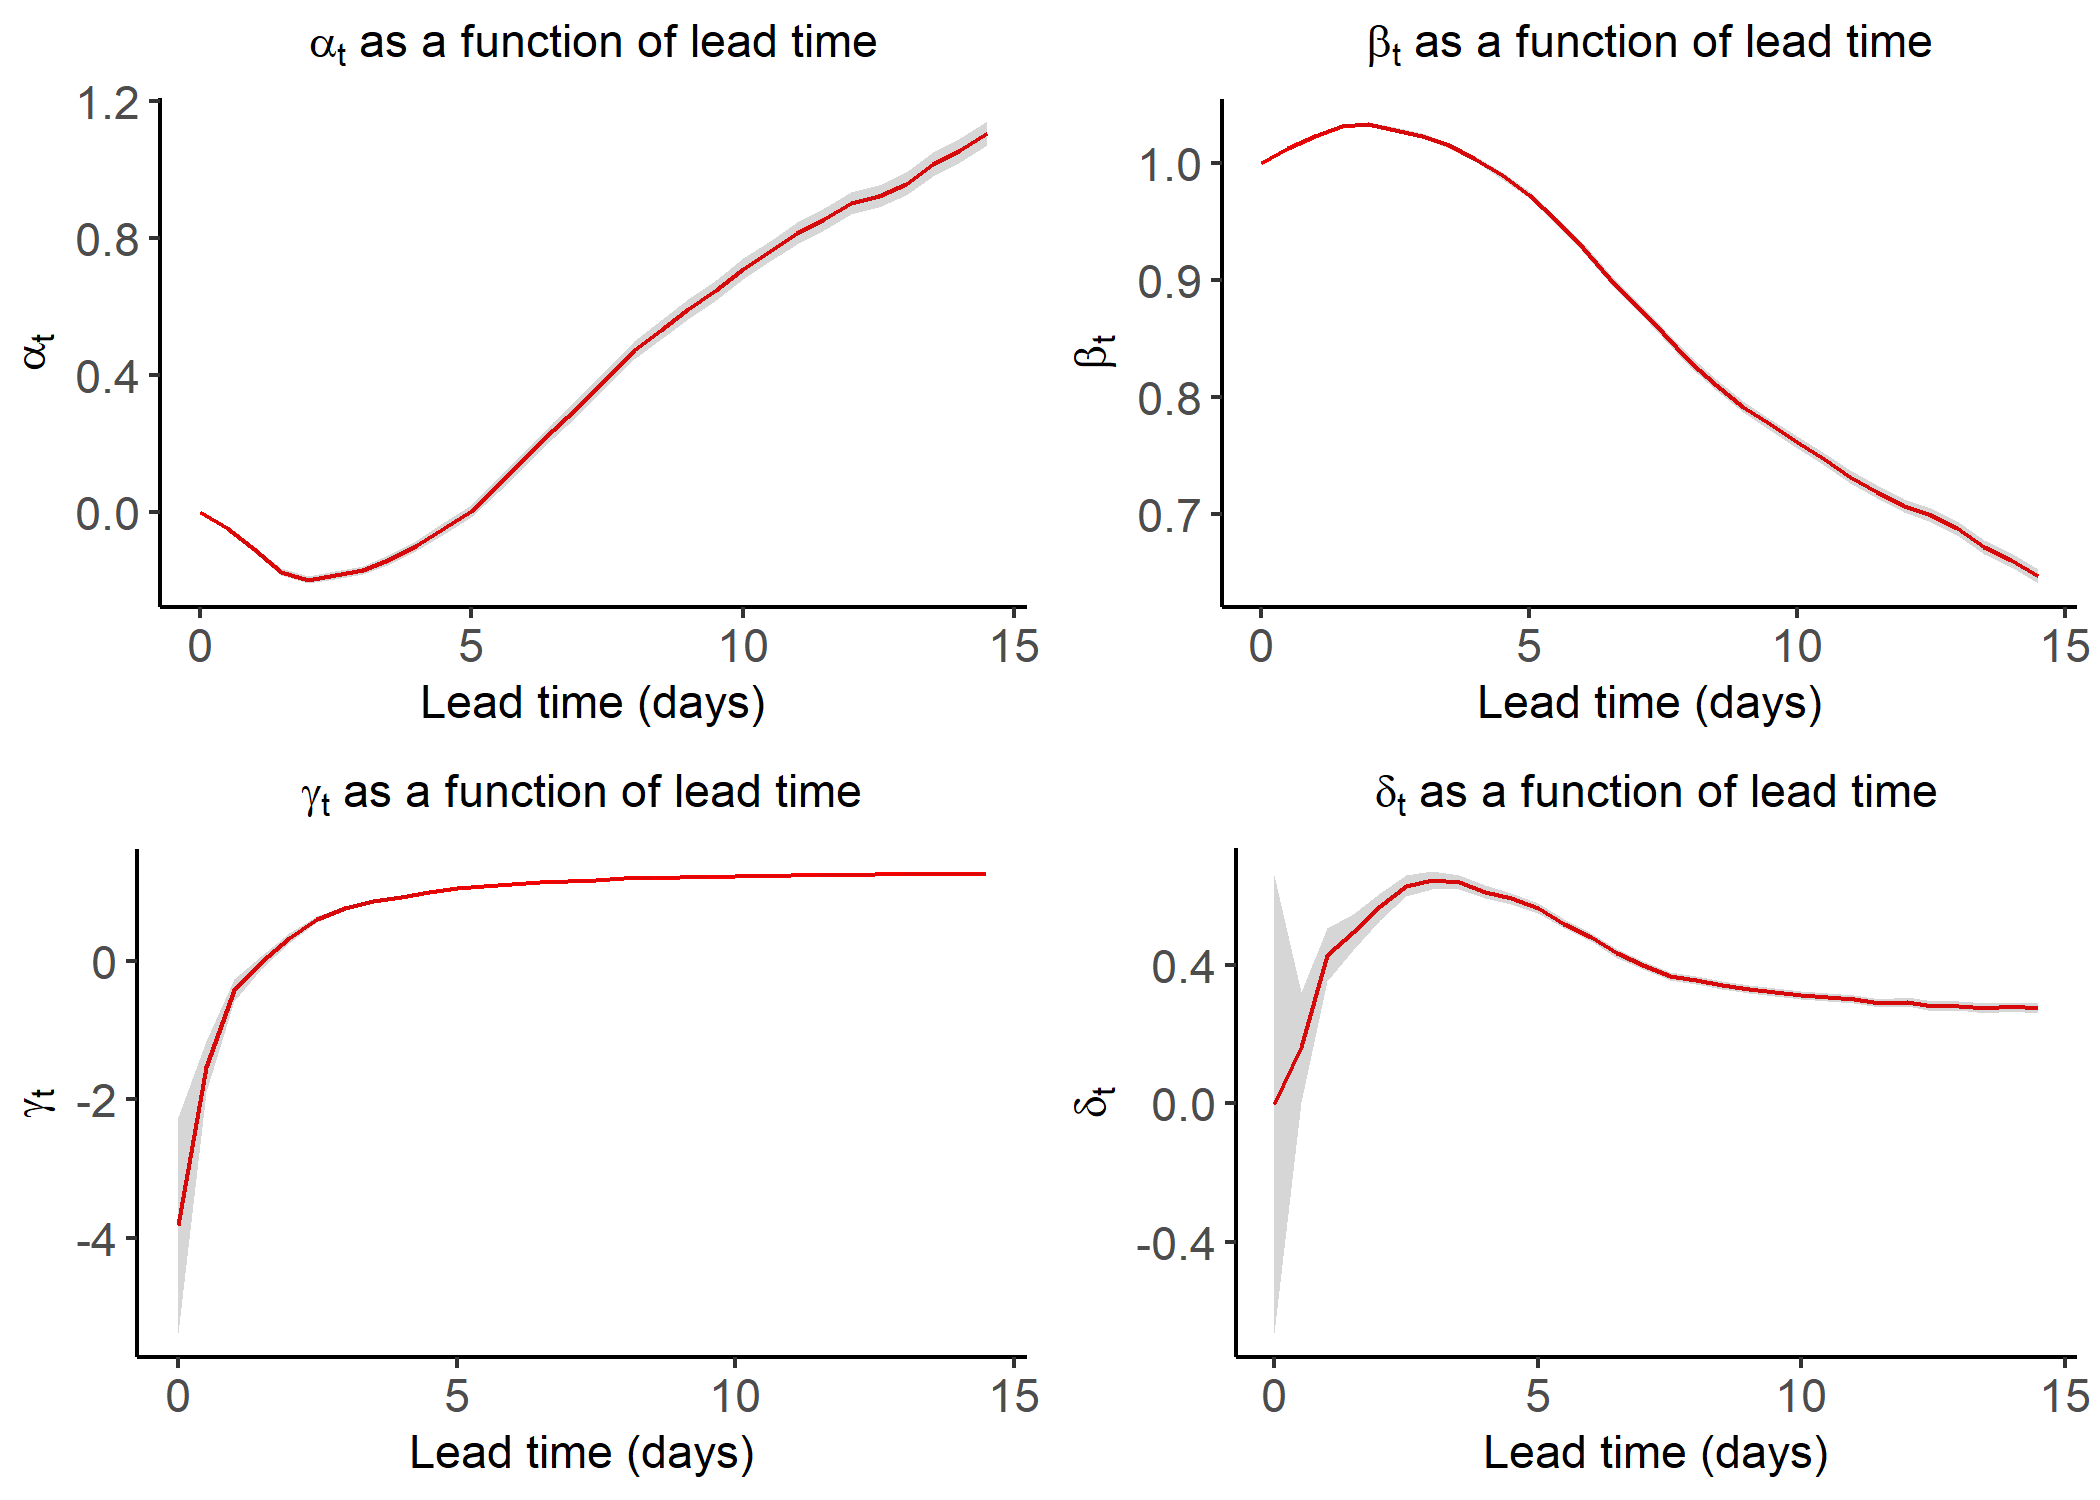 αt as a function of lead time
1.2
0.8
0.4
0.0
αt
0 5 10 15
Lead time (days)
βt as a function of lead time
1.0
0.9
0.8
0.7
βt
0 5 10 15
Lead time (days)
γt as a function of lead time
0
-2
-4
γt
0 5 10 15
Lead time (days)
δt as a function of lead time
0.4
0.0
-0.4
δt
0 5 10 15
Lead time (days)